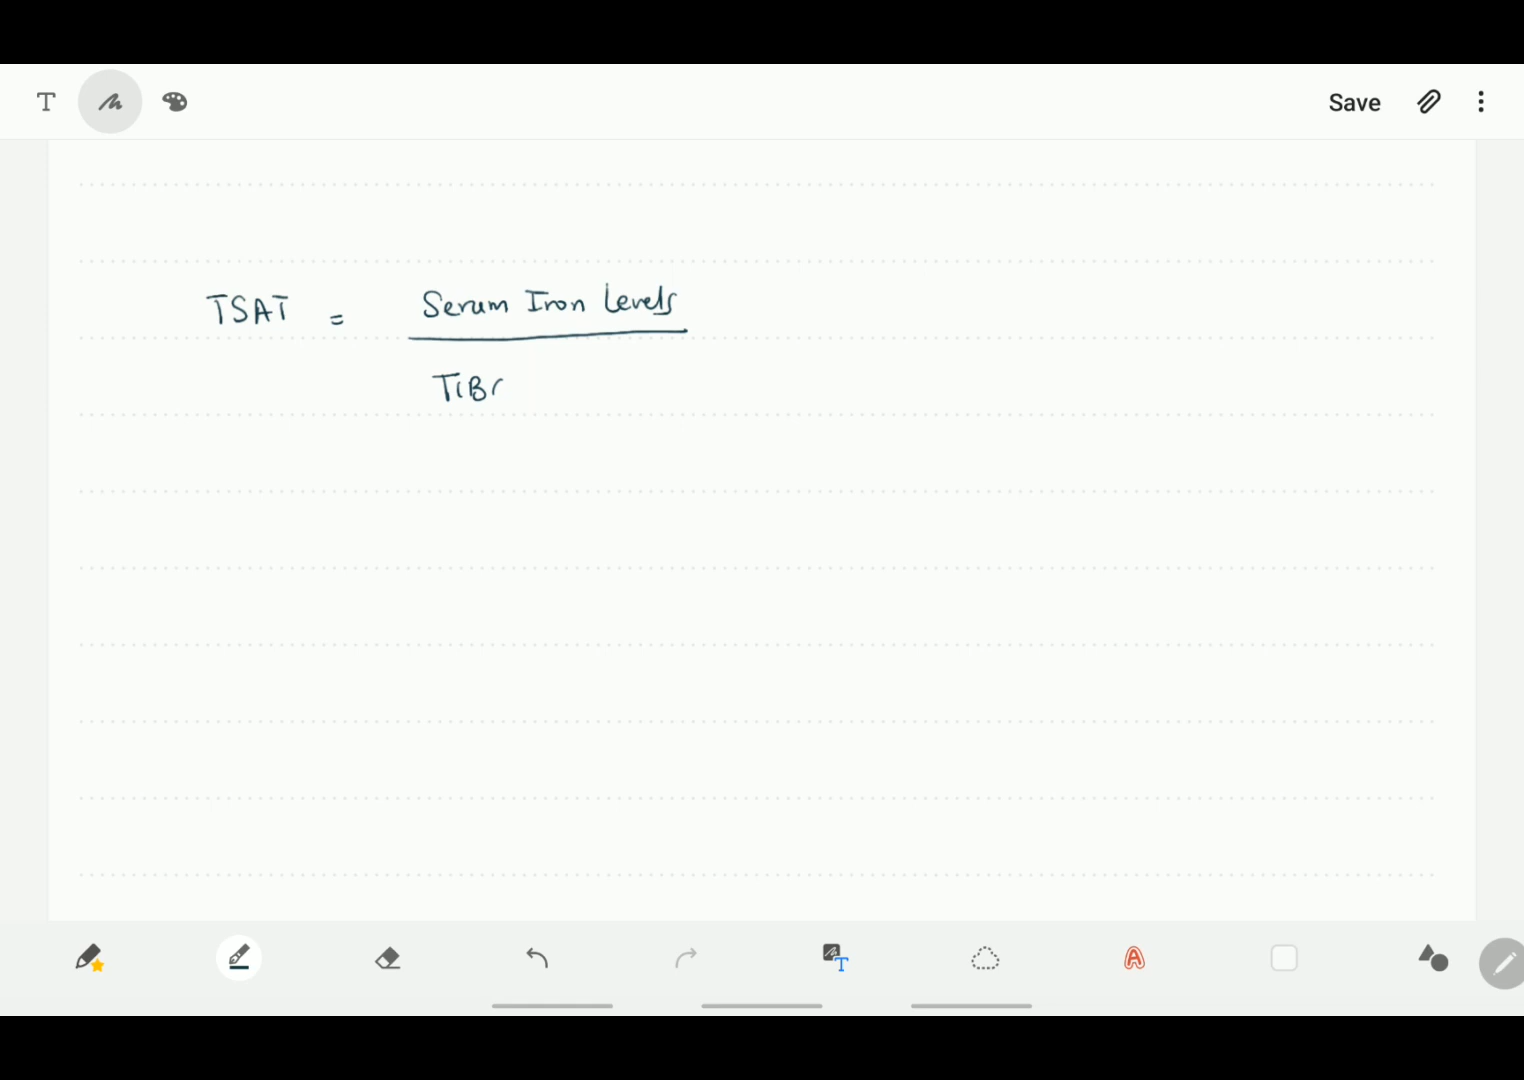 T Save
TSAT = Serum Iron Levels
TIBC
T A